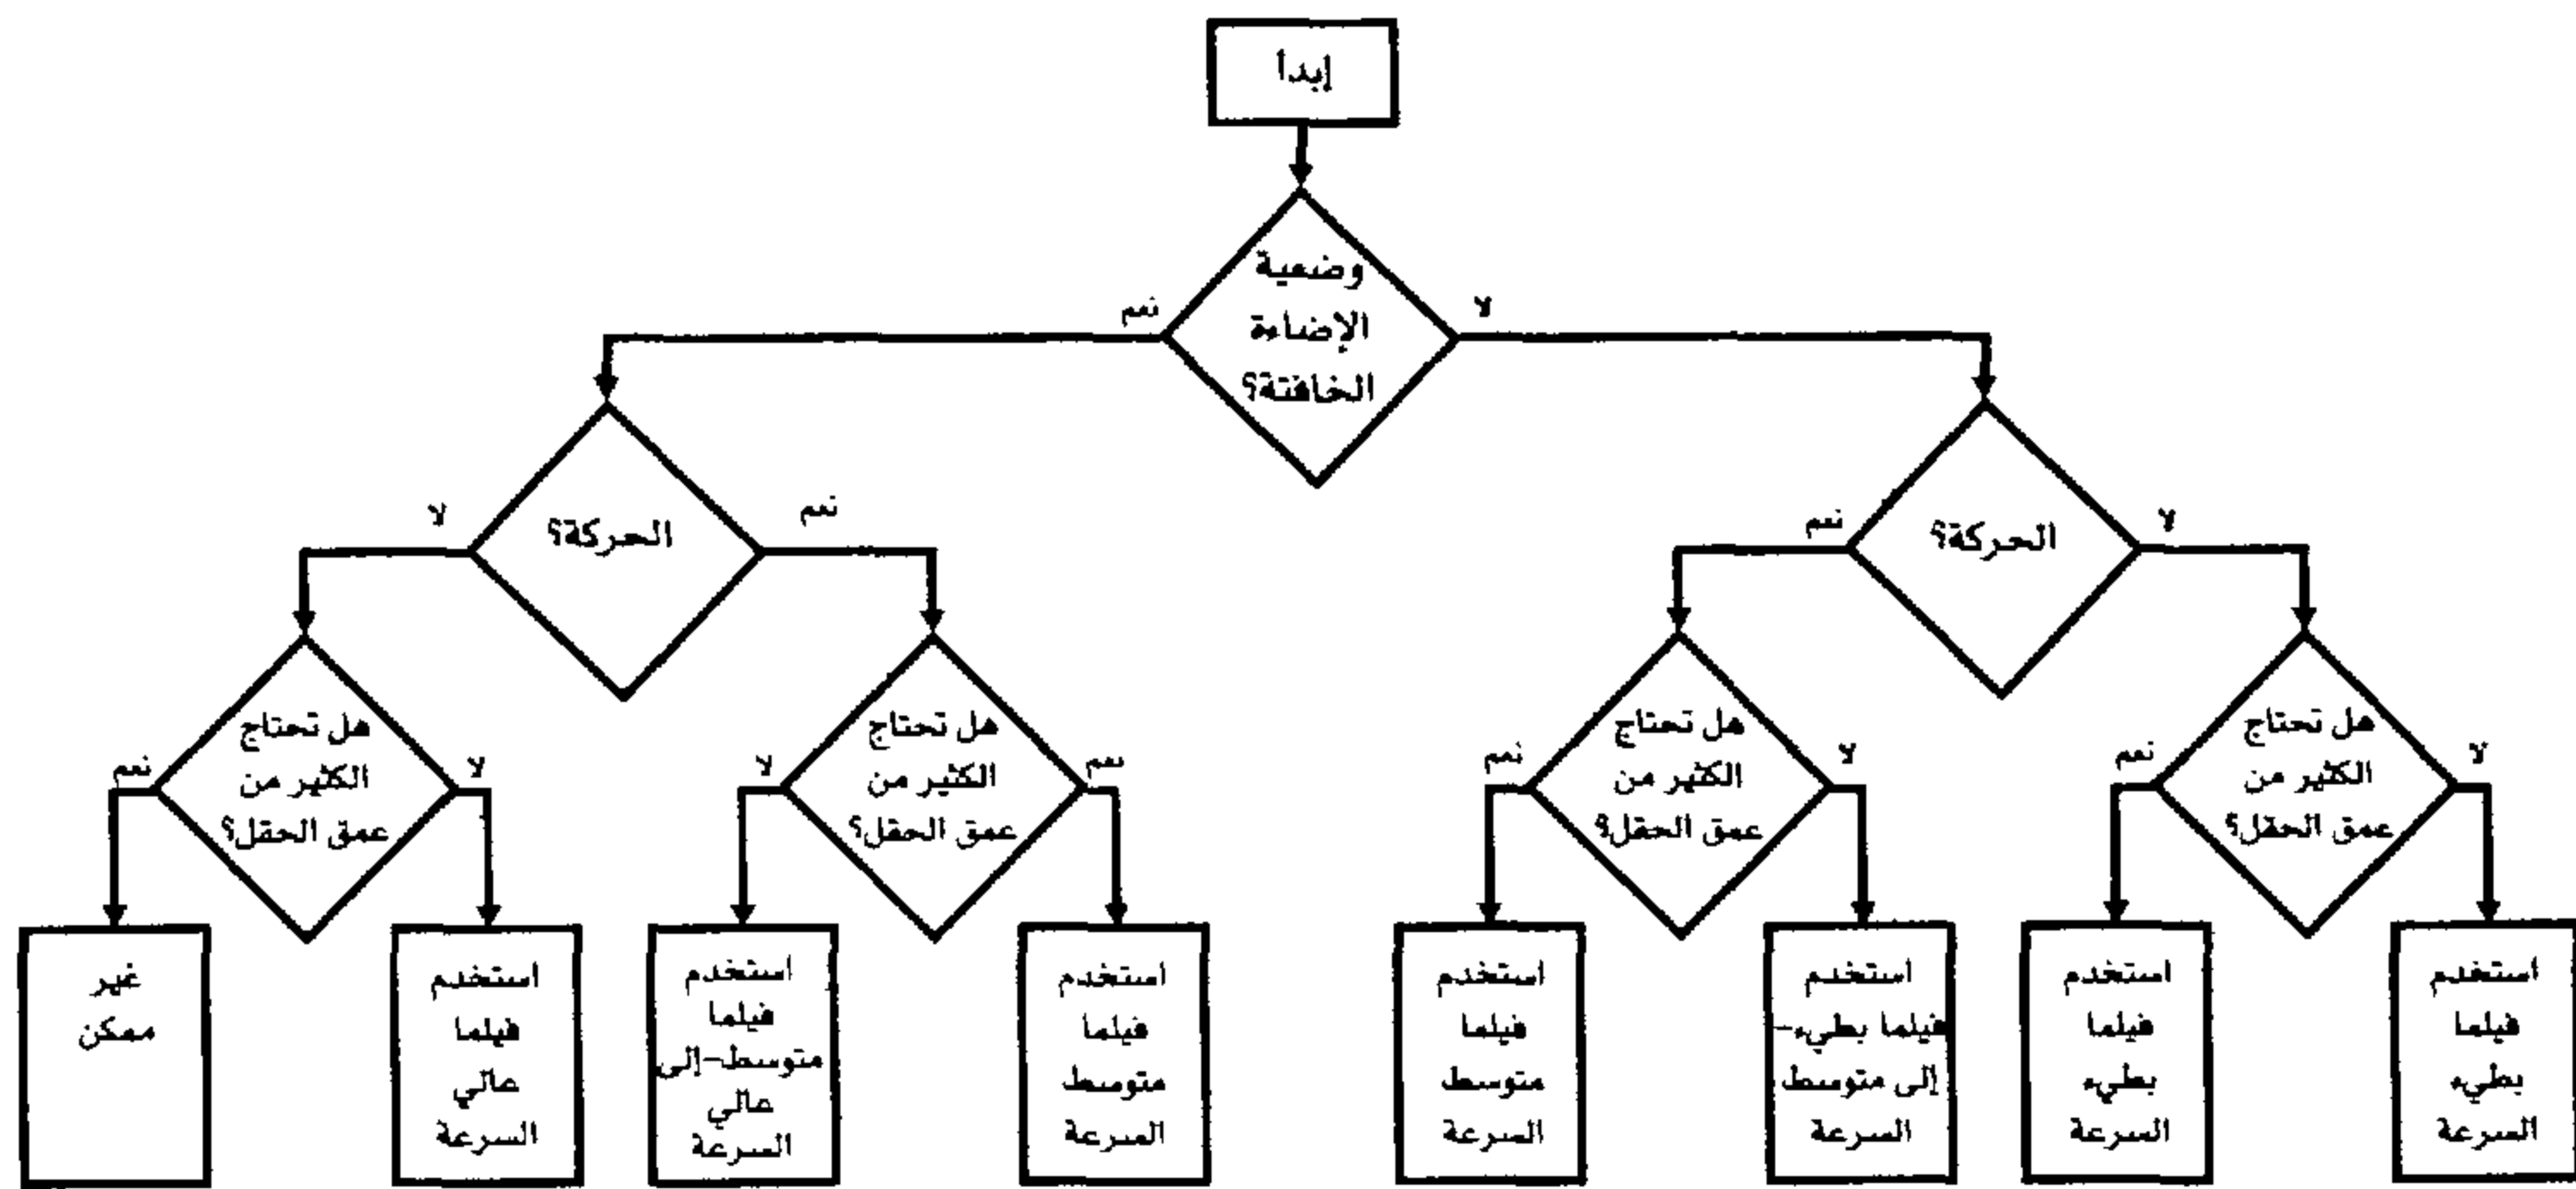 إبدأ
وضعية
الإضاءة
الخافتة؟
نعم
لا
الحركة؟
لا
نعم
الحركة؟
نعم
لا
هل تحتاج
الكثير من
عمق الحقل؟
نعم
لا
هل تحتاج
الكثير من
عمق الحقل؟
لا
نعم
هل تحتاج
الكثير من
عمق الحقل؟
نعم
لا
هل تحتاج
الكثير من
عمق الحقل؟
نعم
لا
غير
ممكن
استخدم
فيلما
عالي
السرعة
استخدم
فيلما
متوسط-إلى
عالي
السرعة
استخدم
فيلما
متوسط
السرعة
استخدم
فيلما
متوسط
السرعة
استخدم
فيلما بطيء-
إلى متوسط
السرعة
استخدم
فيلما
بطيء
السرعة
استخدم
فيلما
بطيء
السرعة